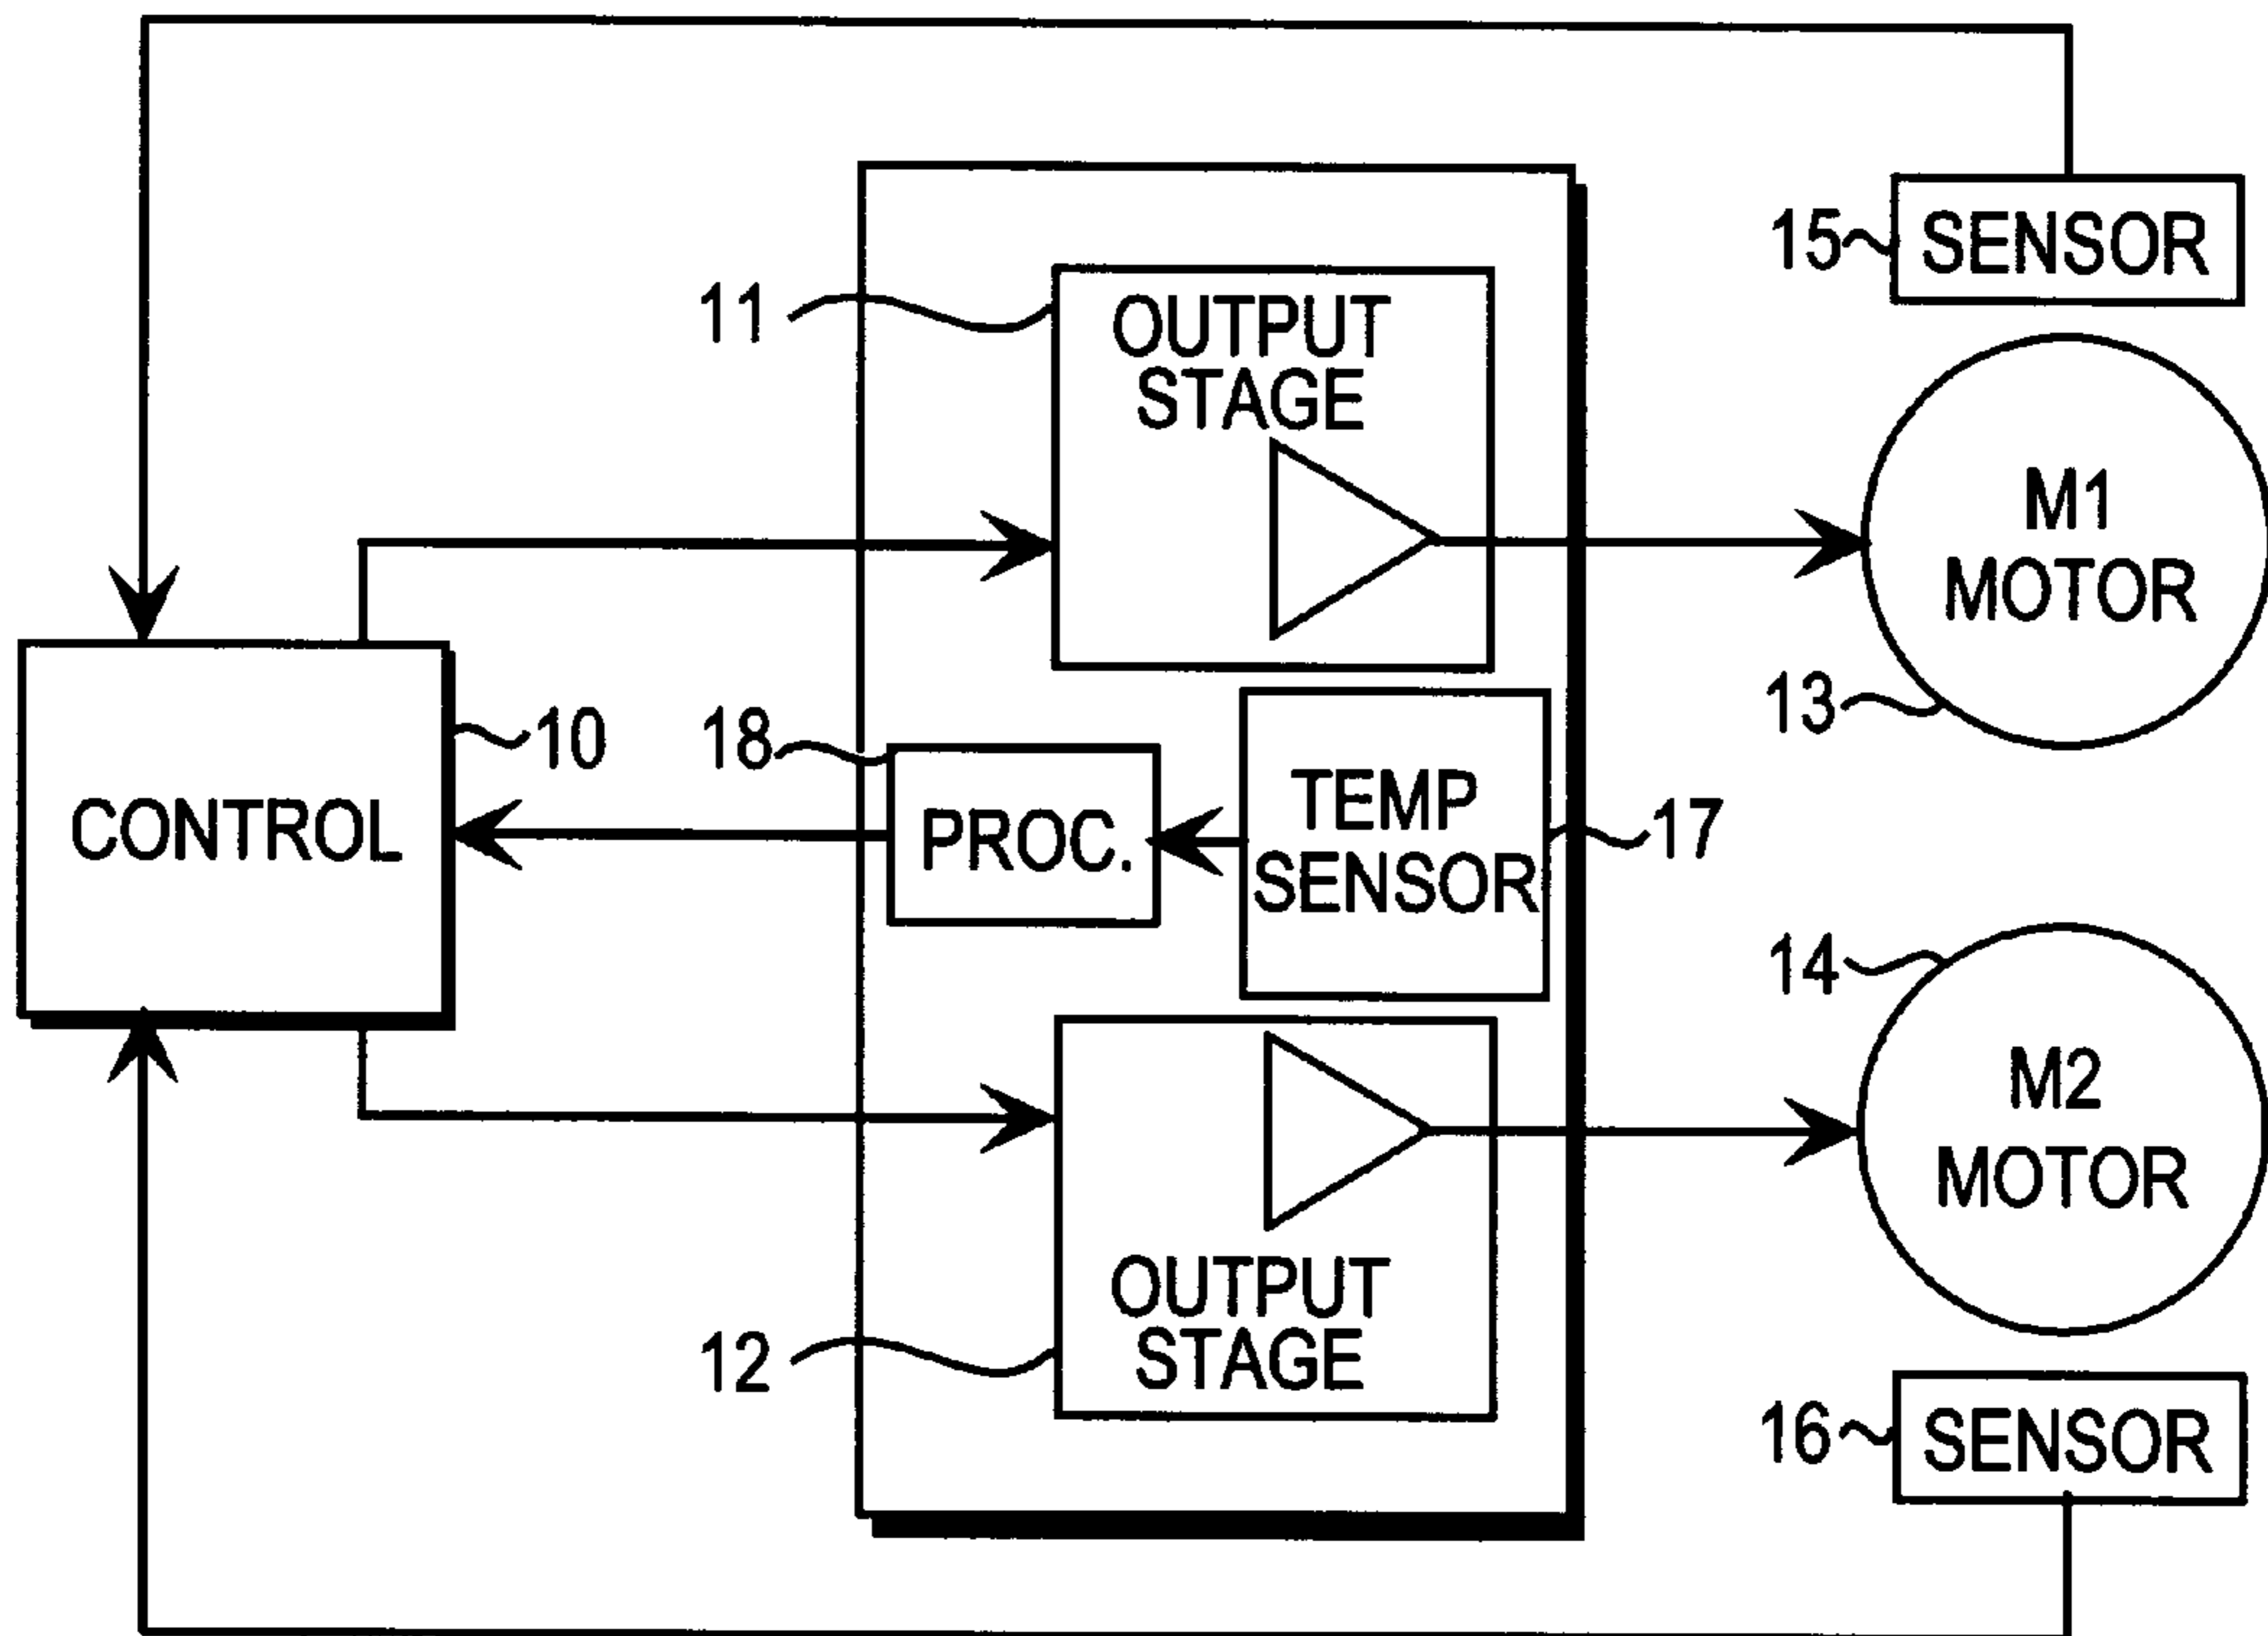 15
SENSOR
11
OUTPUT
STAGE
M1
MOTOR
13
10
18
CONTROL
PROC.
TEMP
SENSOR
17
14
M2
MOTOR
12
OUTPUT
STAGE
16
SENSOR